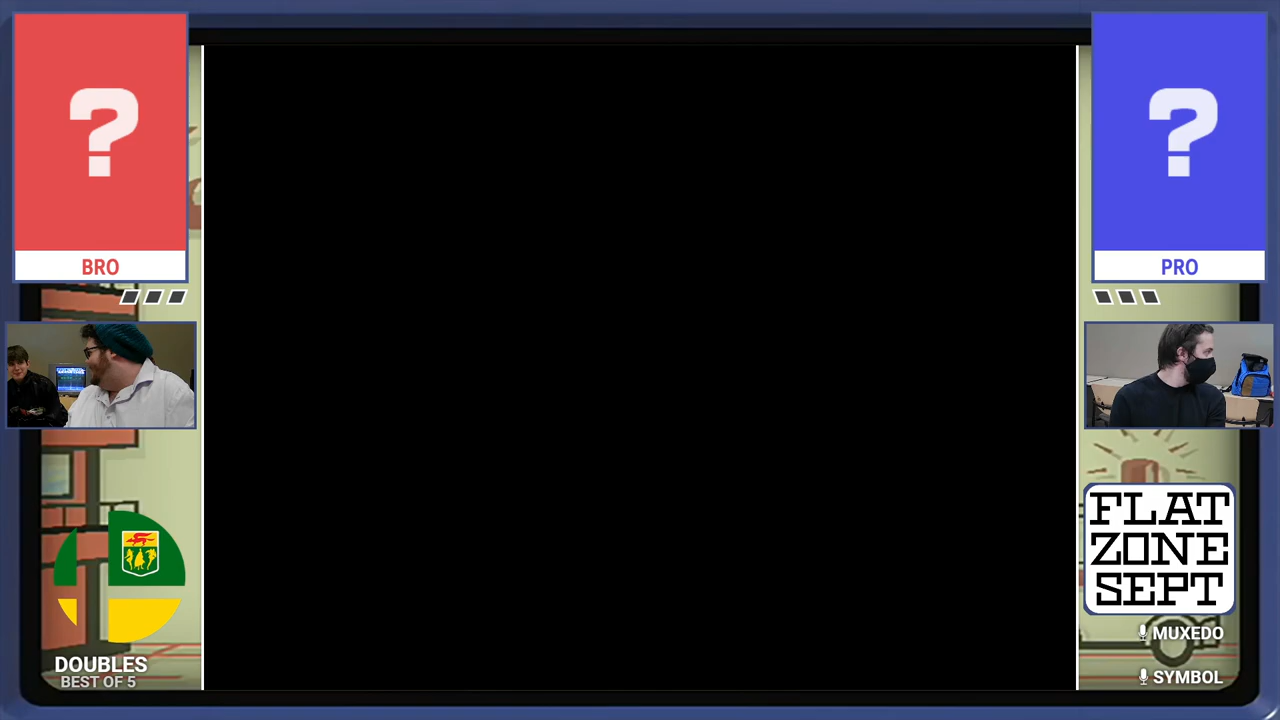 ?
BRO
?
PRO
FLAT
ZONE
SEPT
MUXEDO
SYMBOL
DOUBLES
BEST OF 5